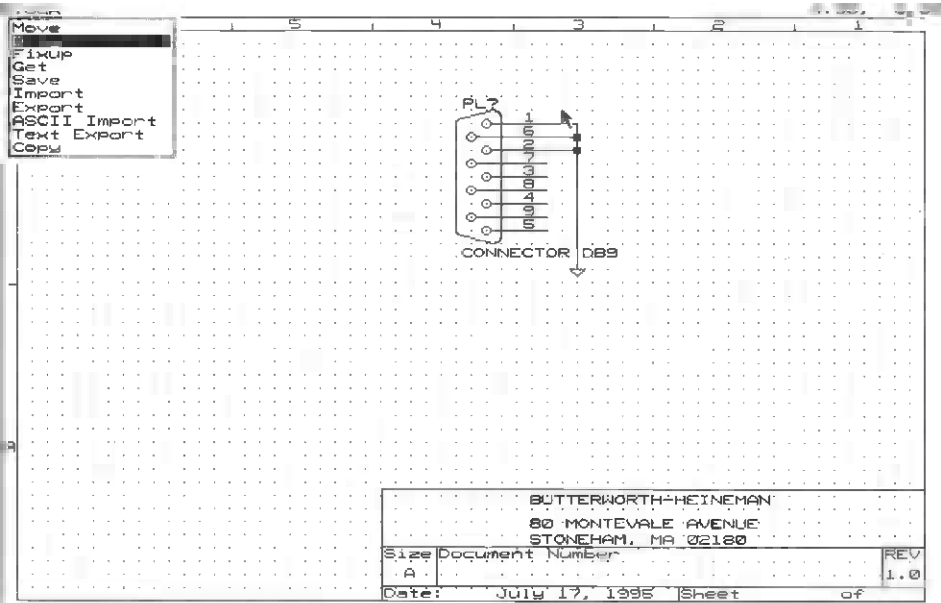 Move
Fixup
Get
Save
Import
Export
ASCII Import
Text Export
Copy
5
4
3
2
1
PL?
1
6
2
7
3
8
4
9
5
CONNECTOR DB9
A
BUTTERWORTH-HEINEMAN
80 MONTEVALE AVENUE
STONEHAM, MA 02180
Size Document Number
REV
A
1.0
Date: July 17, 1995 Sheet of